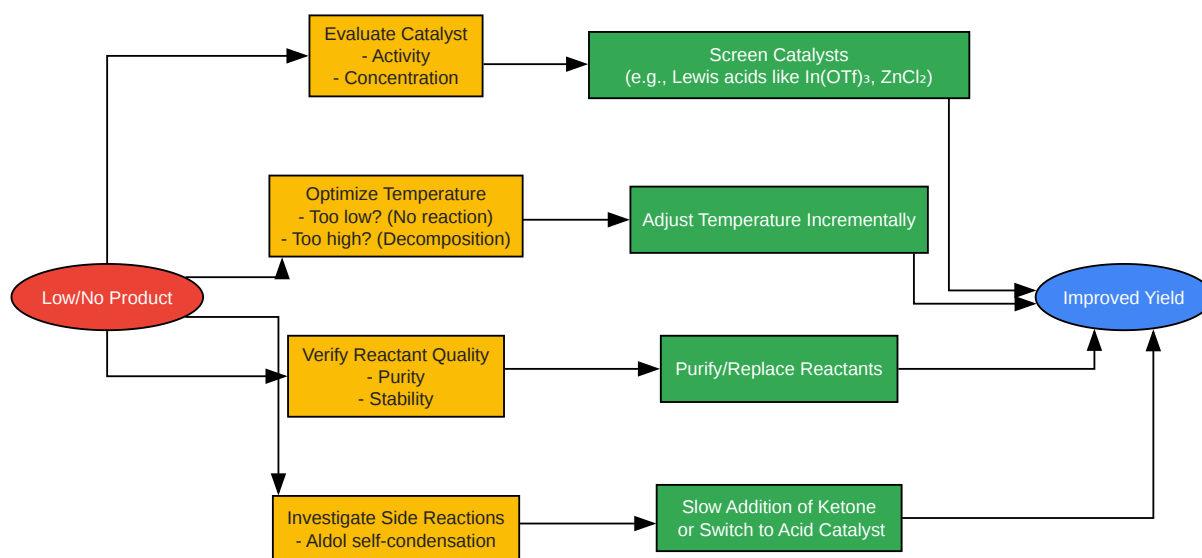 Evaluate Catalyst
- Activity
- Concentration
Screen Catalysts
(e.g., Lewis acids like In(OTf)₃, ZnCl₂)
Optimize Temperature
- Too low? (No reaction)
- Too high? (Decomposition)
Adjust Temperature Incrementally
Low/No Product
Improved Yield
Verify Reactant Quality
- Purity
- Stability
Purify/Replace Reactants
Investigate Side Reactions
- Aldol self-condensation
Slow Addition of Ketone
or Switch to Acid Catalyst